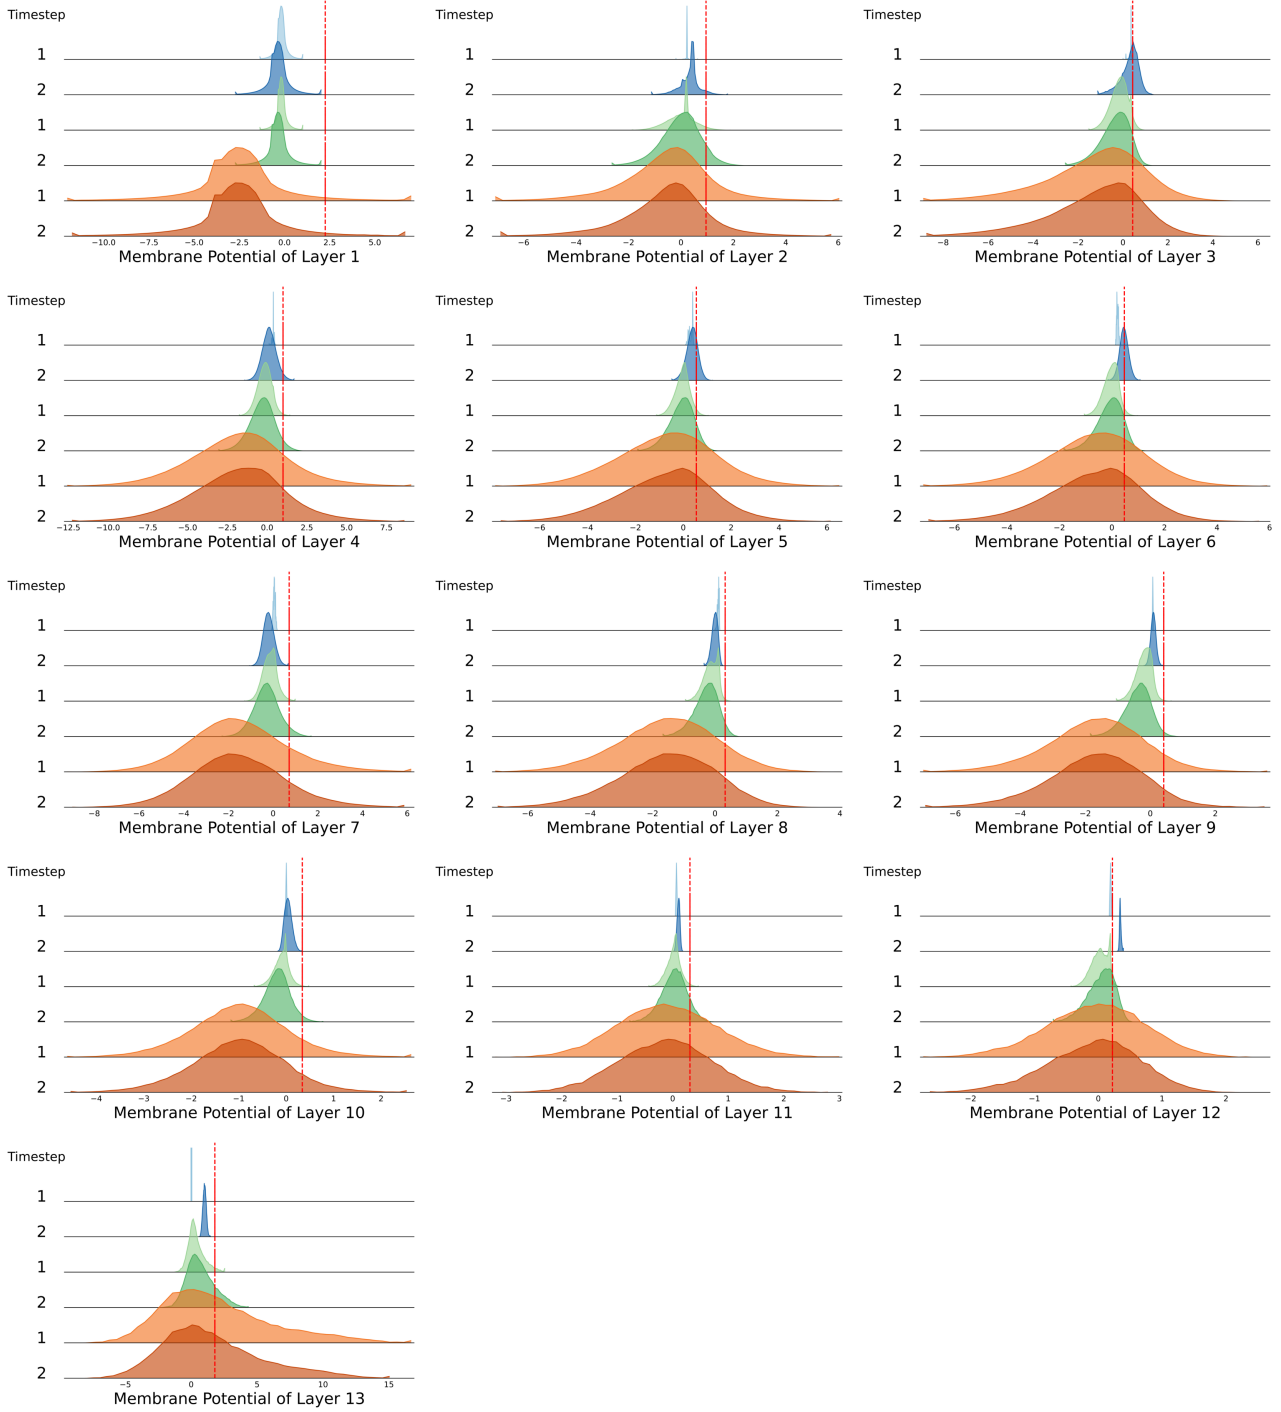 Timestep
1
2
1
2
1
2
−10.0 −7.5 −5.0 −2.5 0.0 2.5 5.0
Membrane Potential of Layer 1
Timestep
1
2
1
2
1
2
−6 −4 −2 0 2 4 6
Membrane Potential of Layer 2
Timestep
1
2
1
2
1
2
−8 −6 −4 −2 0 2 4 6
Membrane Potential of Layer 3
Timestep
1
2
1
2
1
2
−12.5 −10.0 −7.5 −5.0 −2.5 0.0 2.5 5.0 7.5
Membrane Potential of Layer 4
Timestep
1
2
1
2
1
2
−6 −4 −2 0 2 4 6
Membrane Potential of Layer 5
Timestep
1
2
1
2
1
2
−6 −4 −2 0 2 4 6
Membrane Potential of Layer 6
Timestep
1
2
1
2
1
2
−8 −6 −4 −2 0 2 4 6
Membrane Potential of Layer 7
Timestep
1
2
1
2
1
2
−6 −4 −2 0 2 4
Membrane Potential of Layer 8
Timestep
1
2
1
2
1
2
−6 −4 −2 0 2
Membrane Potential of Layer 9
Timestep
1
2
1
2
1
2
−4 −3 −2 −1 0 1 2
Membrane Potential of Layer 10
Timestep
1
2
1
2
1
2
−3 −2 −1 0 1 2 3
Membrane Potential of Layer 11
Timestep
1
2
1
2
1
2
−2 −1 0 1 2
Membrane Potential of Layer 12
Timestep
1
2
1
2
1
2
−5 0 5 10 15
Membrane Potential of Layer 13